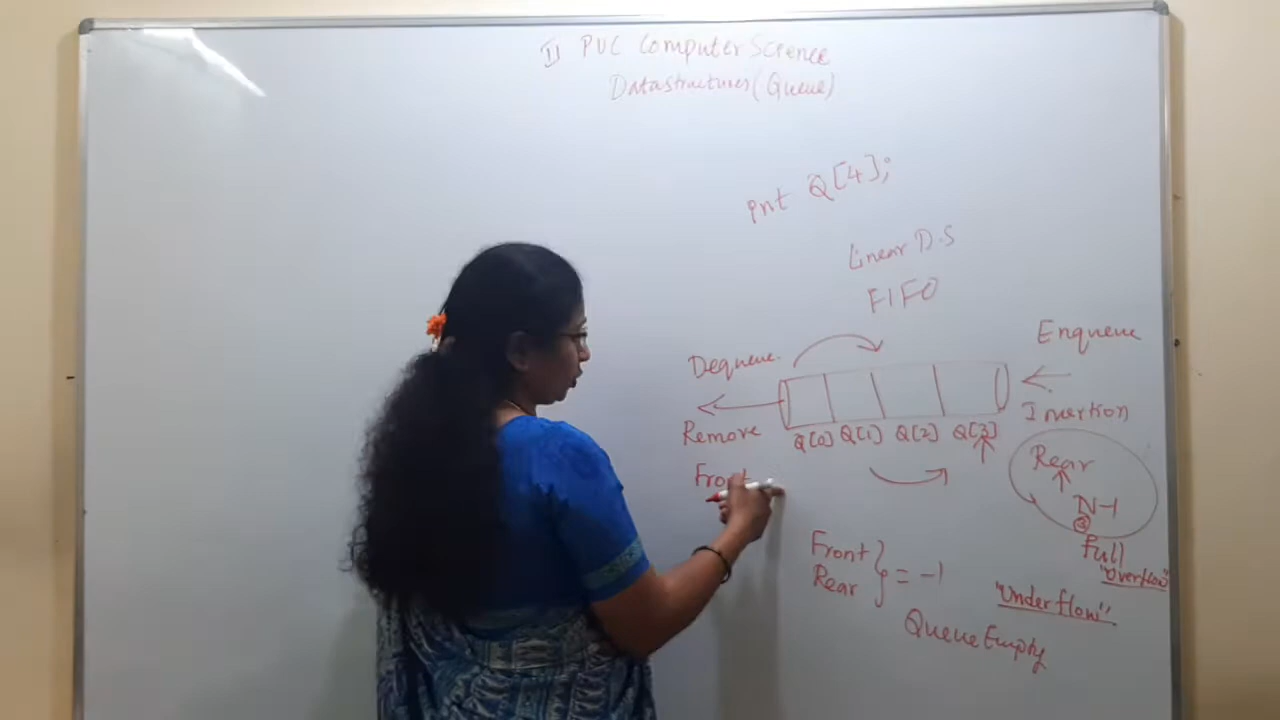 II PUC Computer Science
Datastructures (Queue)
int Q[4];
Linear D.S
FIFO
Enqueue
Dequeue
Insertion
Remove
Q[0] Q[1] Q[2] Q[3]
Rear
Front
N-1
3
full
"Overflow"
Front
Rear } = -1
"Underflow"
Queue Empty